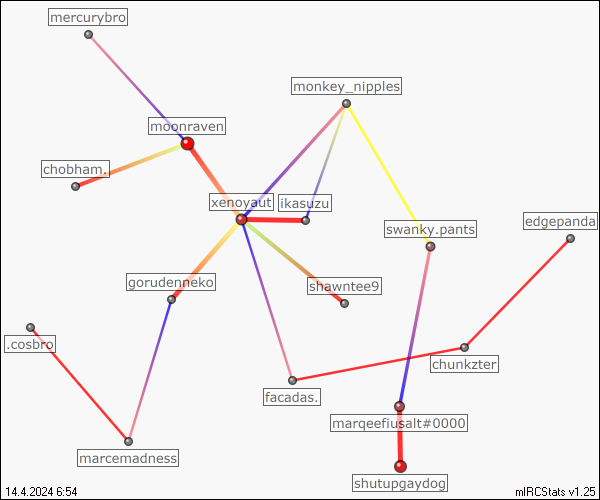 mercurybro
monkey_nipples
moonraven
chobham.
xenoyaut
ikasuzu
edgepanda
swanky.pants
gorudenneko
shawntee9
.cosbro
chunkzter
facadas.
marqeefiusalt#0000
marcemadness
shutupgaydog
14.4.2024 6:54
mIRCStats v1.25